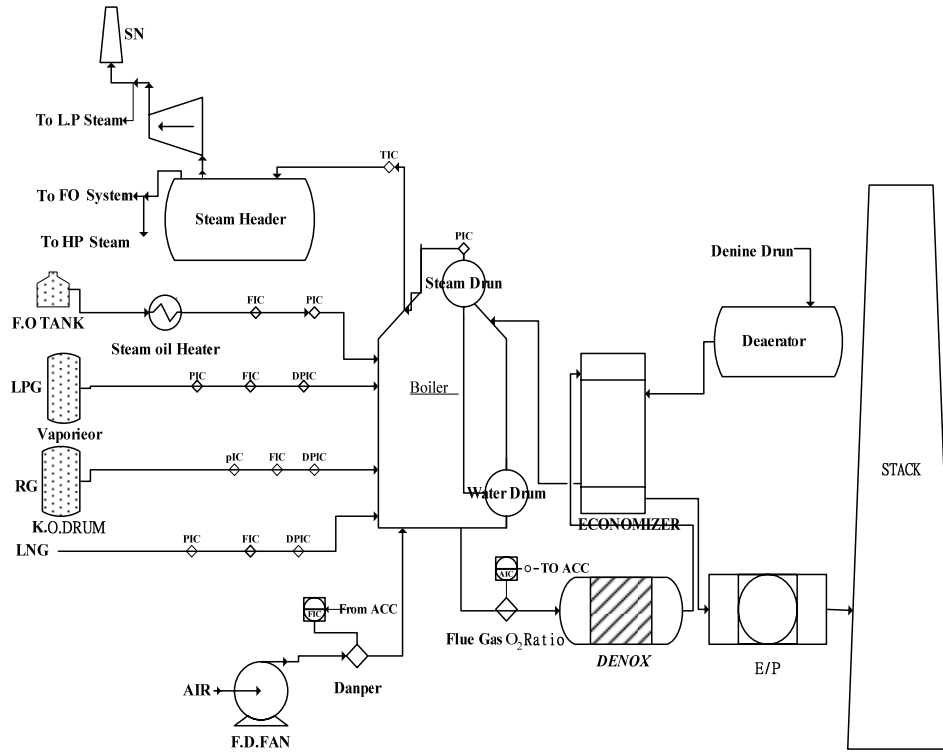 SN
To L.P Steam
TIC
To FO System
Steam Header
To HP Steam
PIC
Steam Drun
Denine Drun
F.O TANK
FIC
PIC
Steam oil Heater
Deaerator
LPG
PIC
FIC
DPIC
Boiler
Vaporieor
RG
pIC
FIC
DPIC
Water Drum
STACK
K.O.DRUM
ECONOMIZER
LNG
PIC
FIC
DPIC
AIC
TO ACC
FIC
From ACC
Flue Gas O2 Ratio
DENOX
E/P
AIR
Danper
F.D.FAN